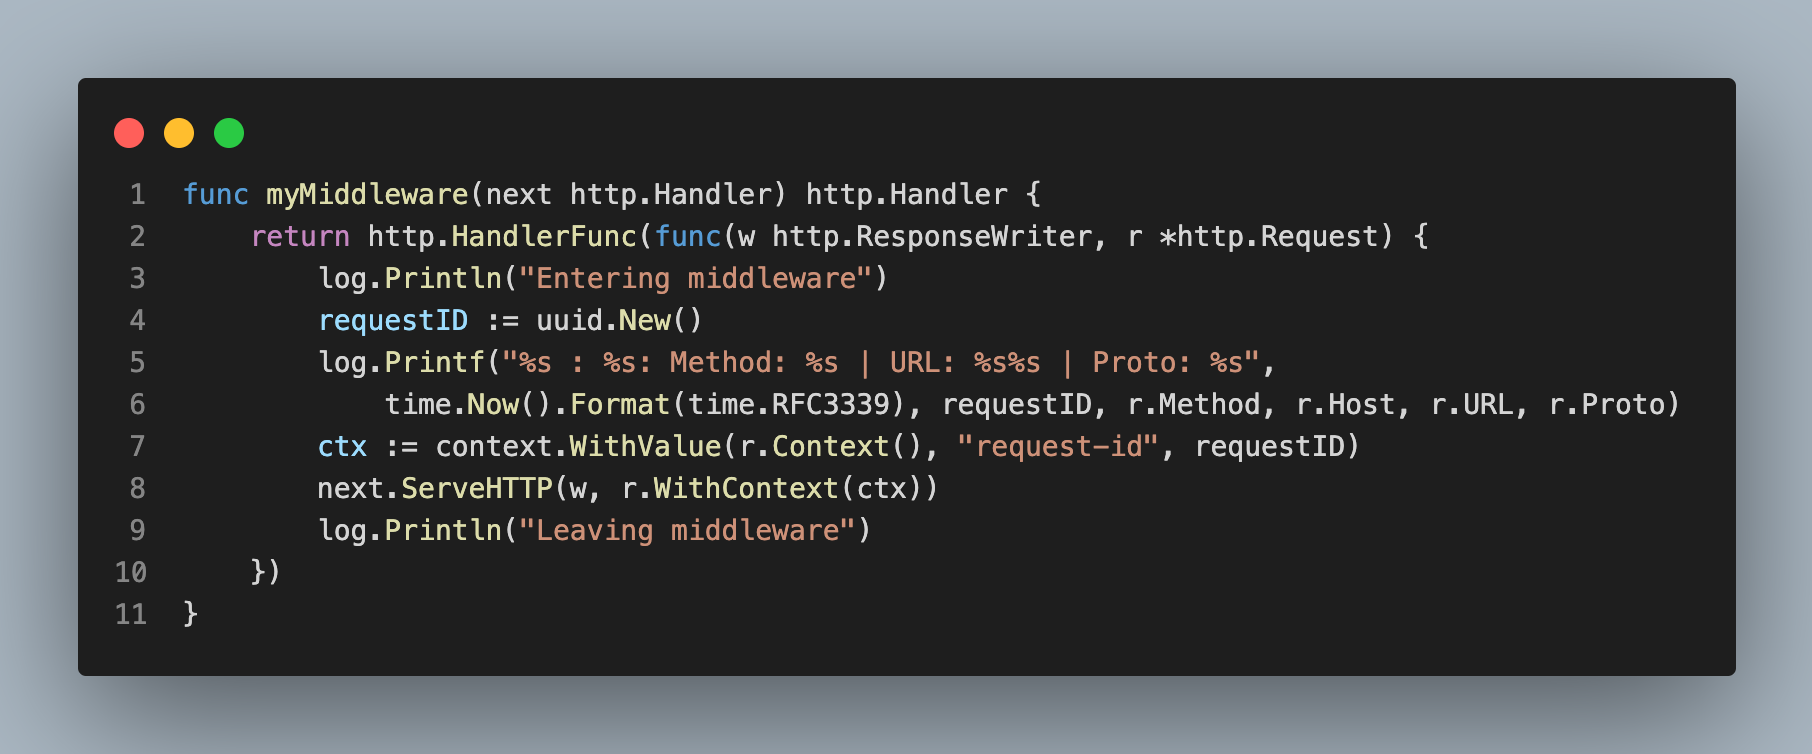 1 func myMiddleware(next http.Handler) http.Handler {
2     return http.HandlerFunc(func(w http.ResponseWriter, r *http.Request) {
3         log.Println("Entering middleware")
4         requestID := uuid.New()
5         log.Printf("%s : %s: Method: %s | URL: %s%s | Proto: %s",
6             time.Now().Format(time.RFC3339), requestID, r.Method, r.Host, r.URL, r.Proto)
7         ctx := context.WithValue(r.Context(), "request-id", requestID)
8         next.ServeHTTP(w, r.WithContext(ctx))
9         log.Println("Leaving middleware")
10     })
11 }